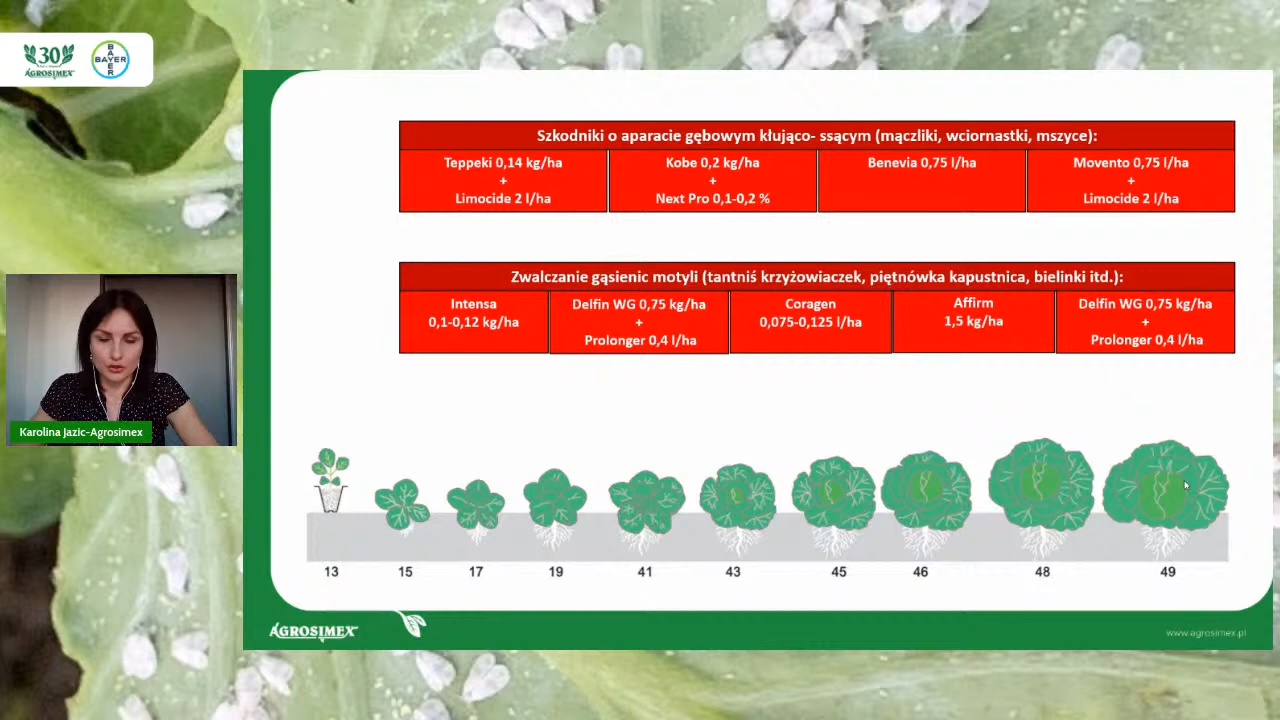 30
AGROSIMEX
BAYER
BAYER
Szkodniki o aparacie gębowym kłująco- ssącym (mączliki, wciornastki, mszyce):
Teppeki 0,14 kg/ha
+
Limocide 2 l/ha
Kobe 0,2 kg/ha
+
Next Pro 0,1-0,2 %
Benevia 0,75 l/ha
Movento 0,75 l/ha
+
Limocide 2 l/ha
Zwalczanie gąsienic motyli (tantniś krzyżowiaczek, piętnówka kapustnica, bielinki itd.):
Intensa
0,1-0,12 kg/ha
Delfin WG 0,75 kg/ha
+
Prolonger 0,4 l/ha
Coragen
0,075-0,125 l/ha
Affirm
1,5 kg/ha
Delfin WG 0,75 kg/ha
+
Prolonger 0,4 l/ha
Karolina Jazic-Agrosimex
13 15 17 19 41 43 45 46 48 49
AGROSIMEX
www.agrosimex.pl